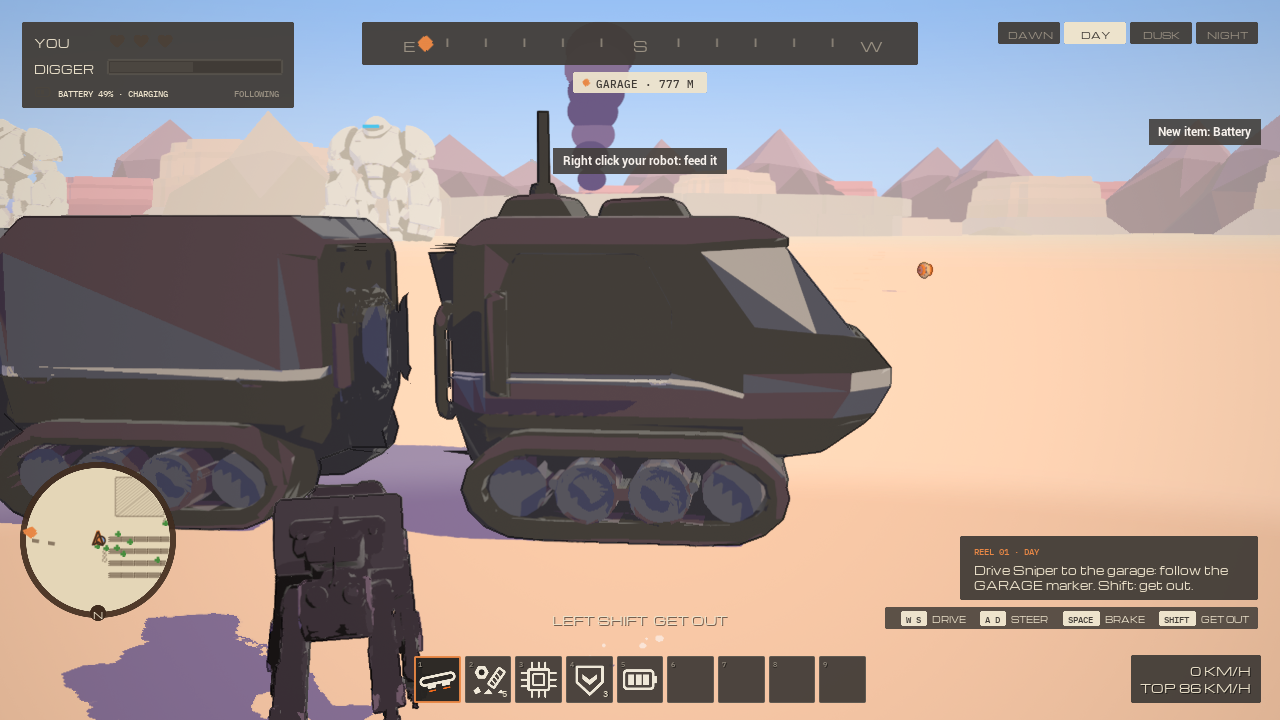 YOU
DIGGER
BATTERY 49% · CHARGING
FOLLOWING
E
S
W
GARAGE · 777 M
DAWN
DAY
DUSK
NIGHT
New item: Battery
Right click your robot: feed it
N
REEL 01 · DAY
Drive Sniper to the garage: follow the
GARAGE marker. Shift: get out.
W S DRIVE A D STEER SPACE BRAKE SHIFT GET OUT
LEFT SHIFT GET OUT
1 2 3 4 5 6 7 8 9
5 3
0 KM/H
TOP 86 KM/H